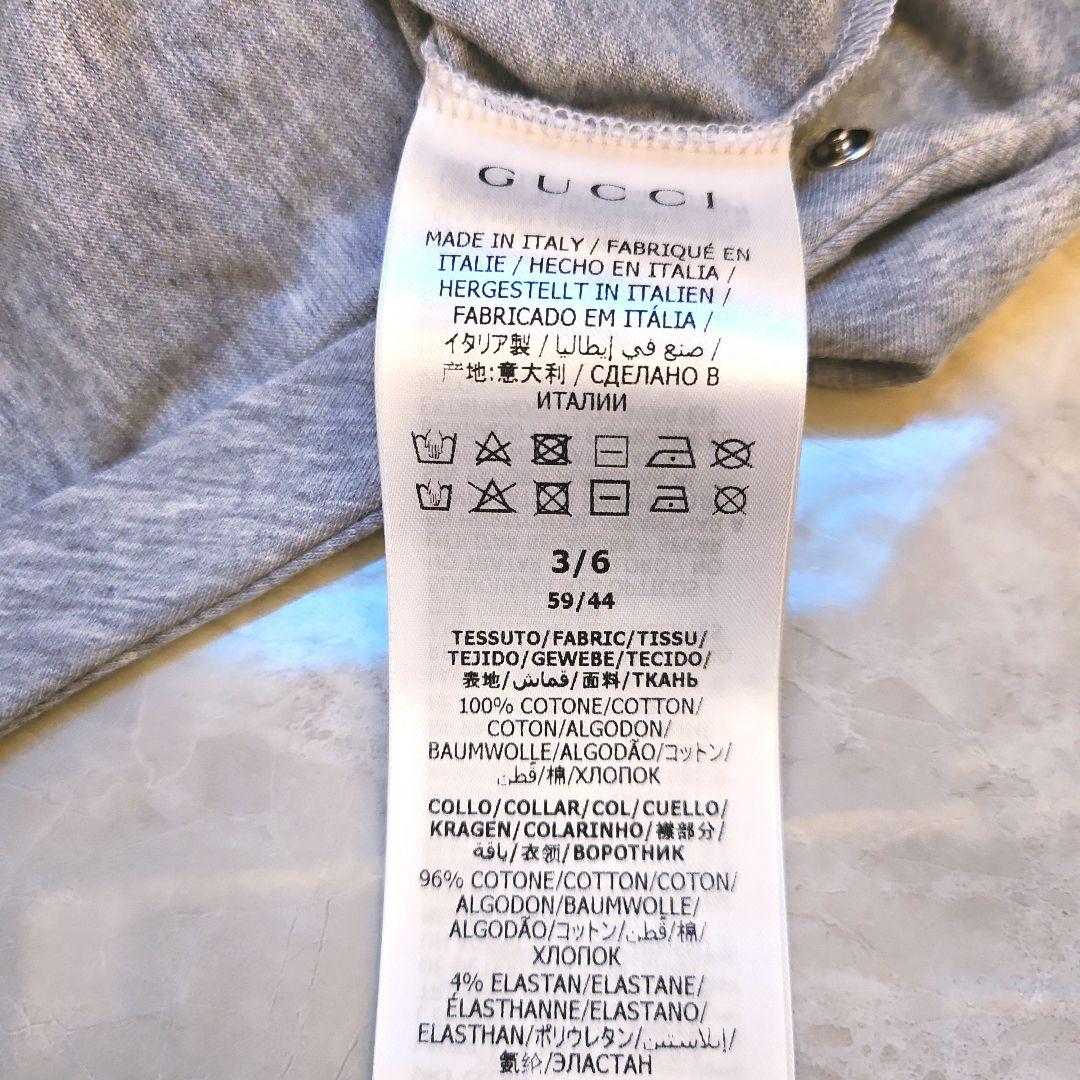 GUCCI
MADE IN ITALY / FABRIQUÉ EN
ITALIE / HECHO EN ITALIA /
HERGESTELLT IN ITALIEN /
FABRICADO EM ITÁLIA /
イタリア製 / صنع في إيطاليا /
产地:意大利 / СДЕЛАНО В
ИТАЛИИ
3/6
59/44
TESSUTO/FABRIC/TISSU/
TEJIDO/GEWEBE/TECIDO/
表地/قماش/面料/ТКАНЬ
100% COTONE/COTTON/
COTON/ALGODON/
BAUMWOLLE/ALGODÃO/コットン/
قطن/棉/ХЛОПОК
COLLO/COLLAR/COL/CUELLO/
KRAGEN/COLARINHO/襟部分/
ياقة/衣领/ВОРОТНИК
96% COTONE/COTTON/COTON/
ALGODON/BAUMWOLLE/
ALGODÃO/コットン/قطن/棉/
ХЛОПОК
4% ELASTAN/ELASTANE/
ÉLASTHANNE/ELASTANO/
ELASTHAN/ポリウレタン/إيلاستين/
氨纶/ЭЛАСТАН